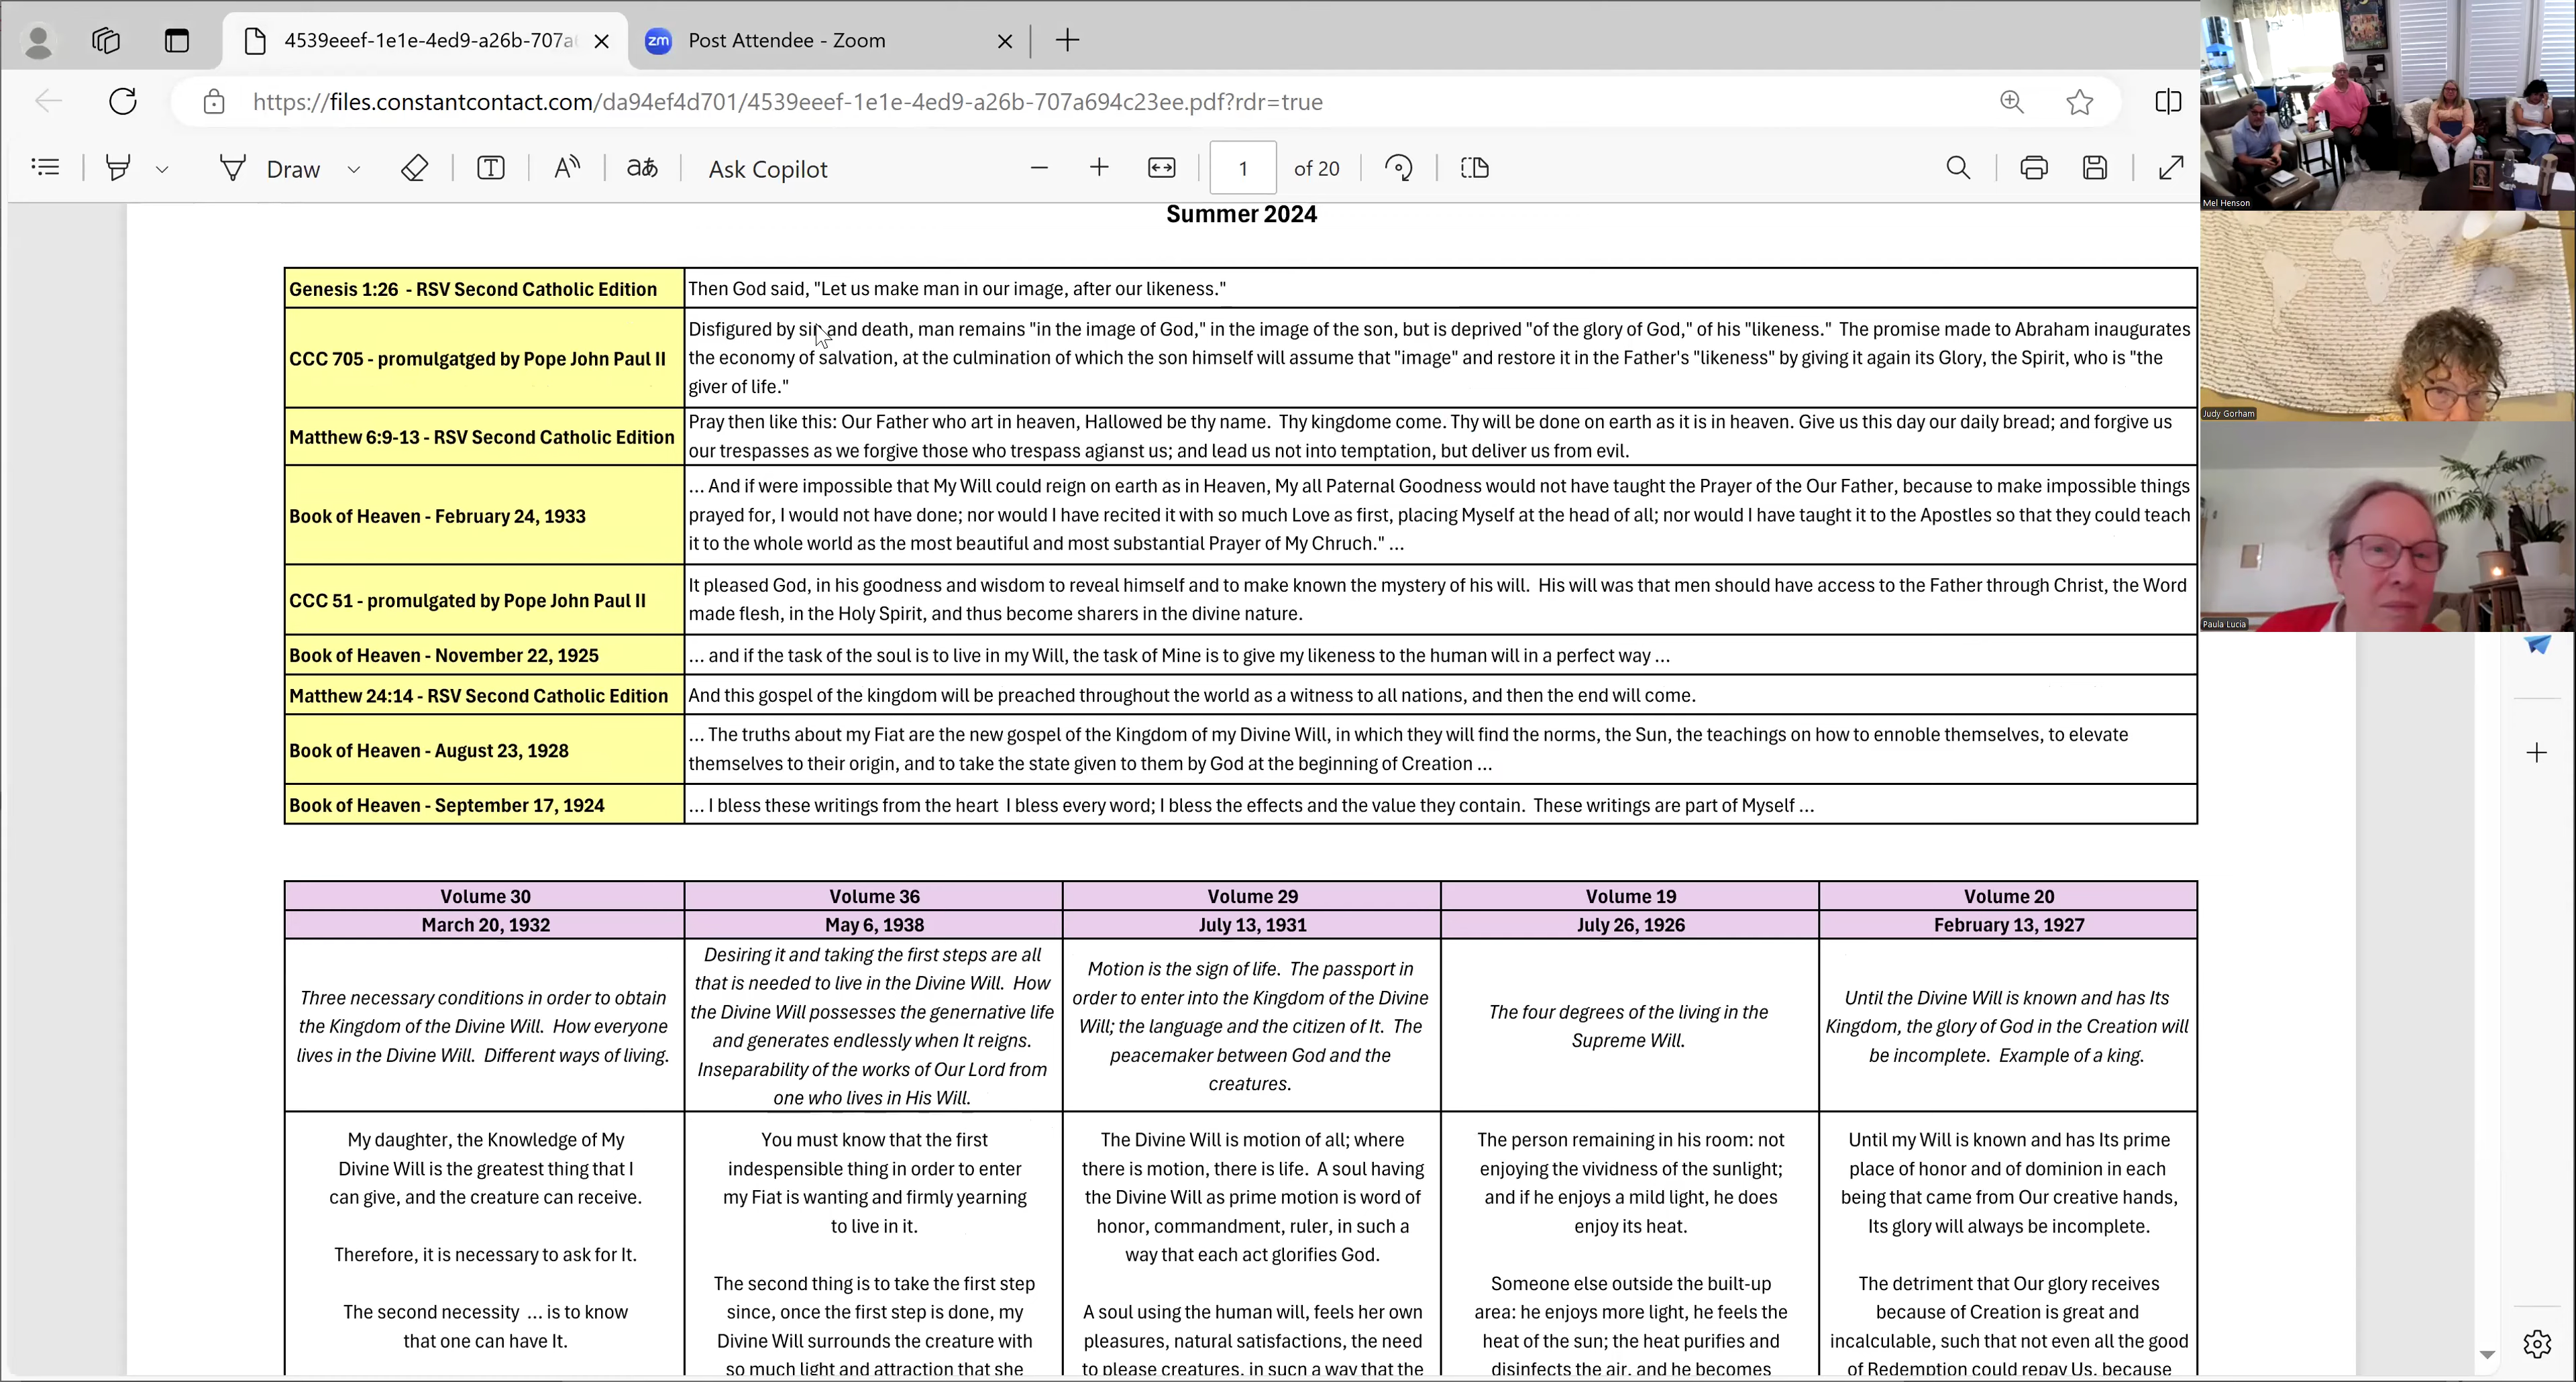 4539eeef-1e1e-4ed9-a26b-707a
zm Post Attendee - Zoom
https://files.constantcontact.com/da94ef4d701/4539eeef-1e1e-4ed9-a26b-707a694c23ee.pdf?rdr=true
Draw
T
A
aあ
Ask Copilot
1 of 20
Mel Henson
Judy Gorham
Paula Lucia
Summer 2024
Genesis 1:26 - RSV Second Catholic Edition
Then God said, "Let us make man in our image, after our likeness."
CCC 705 - promulgatged by Pope John Paul II
Disfigured by sin and death, man remains "in the image of God," in the image of the son, but is deprived "of the glory of God," of his "likeness." The promise made to Abraham inaugurates
the economy of salvation, at the culmination of which the son himself will assume that "image" and restore it in the Father's "likeness" by giving it again its Glory, the Spirit, who is "the
giver of life."
Matthew 6:9-13 - RSV Second Catholic Edition
Pray then like this: Our Father who art in heaven, Hallowed be thy name. Thy kingdome come. Thy will be done on earth as it is in heaven. Give us this day our daily bread; and forgive us
our trespasses as we forgive those who trespass agianst us; and lead us not into temptation, but deliver us from evil.
Book of Heaven - February 24, 1933
... And if were impossible that My Will could reign on earth as in Heaven, My all Paternal Goodness would not have taught the Prayer of the Our Father, because to make impossible things
prayed for, I would not have done; nor would I have recited it with so much Love as first, placing Myself at the head of all; nor would I have taught it to the Apostles so that they could teach
it to the whole world as the most beautiful and most substantial Prayer of My Chruch." ...
CCC 51 - promulgated by Pope John Paul II
It pleased God, in his goodness and wisdom to reveal himself and to make known the mystery of his will. His will was that men should have access to the Father through Christ, the Word
made flesh, in the Holy Spirit, and thus become sharers in the divine nature.
Book of Heaven - November 22, 1925
... and if the task of the soul is to live in my Will, the task of Mine is to give my likeness to the human will in a perfect way ...
Matthew 24:14 - RSV Second Catholic Edition
And this gospel of the kingdom will be preached throughout the world as a witness to all nations, and then the end will come.
Book of Heaven - August 23, 1928
... The truths about my Fiat are the new gospel of the Kingdom of my Divine Will, in which they will find the norms, the Sun, the teachings on how to ennoble themselves, to elevate
themselves to their origin, and to take the state given to them by God at the beginning of Creation ...
Book of Heaven - September 17, 1924
... I bless these writings from the heart I bless every word; I bless the effects and the value they contain. These writings are part of Myself ...
Volume 30
March 20, 1932
Three necessary conditions in order to obtain
the Kingdom of the Divine Will. How everyone
lives in the Divine Will. Different ways of living.
My daughter, the Knowledge of My
Divine Will is the greatest thing that I
can give, and the creature can receive.
Therefore, it is necessary to ask for It.
The second necessity ... is to know
that one can have It.
Volume 36
May 6, 1938
Desiring it and taking the first steps are all
that is needed to live in the Divine Will. How
the Divine Will possesses the genernative life
and generates endlessly when It reigns.
Inseparability of the works of Our Lord from
one who lives in His Will.
You must know that the first
indespensible thing in order to enter
my Fiat is wanting and firmly yearning
to live in it.
The second thing is to take the first step
since, once the first step is done, my
Divine Will surrounds the creature with
so much light and attraction that she
Volume 29
July 13, 1931
Motion is the sign of life. The passport in
order to enter into the Kingdom of the Divine
Will; the language and the citizen of It. The
peacemaker between God and the
creatures.
The Divine Will is motion of all; where
there is motion, there is life. A soul having
the Divine Will as prime motion is word of
honor, commandment, ruler, in such a
way that each act glorifies God.
A soul using the human will, feels her own
pleasures, natural satisfactions, the need
to please creatures, in such a way that the
Volume 19
July 26, 1926
The four degrees of the living in the
Supreme Will.
The person remaining in his room: not
enjoying the vividness of the sunlight;
and if he enjoys a mild light, he does
enjoy its heat.
Someone else outside the built-up
area: he enjoys more light, he feels the
heat of the sun; the heat purifies and
disinfects the air, and he becomes
Volume 20
February 13, 1927
Until the Divine Will is known and has Its
Kingdom, the glory of God in the Creation will
be incomplete. Example of a king.
Until my Will is known and has Its prime
place of honor and of dominion in each
being that came from Our creative hands,
Its glory will always be incomplete.
The detriment that Our glory receives
because of Creation is great and
incalculable, such that not even all the good
of Redemption could repay Us, because